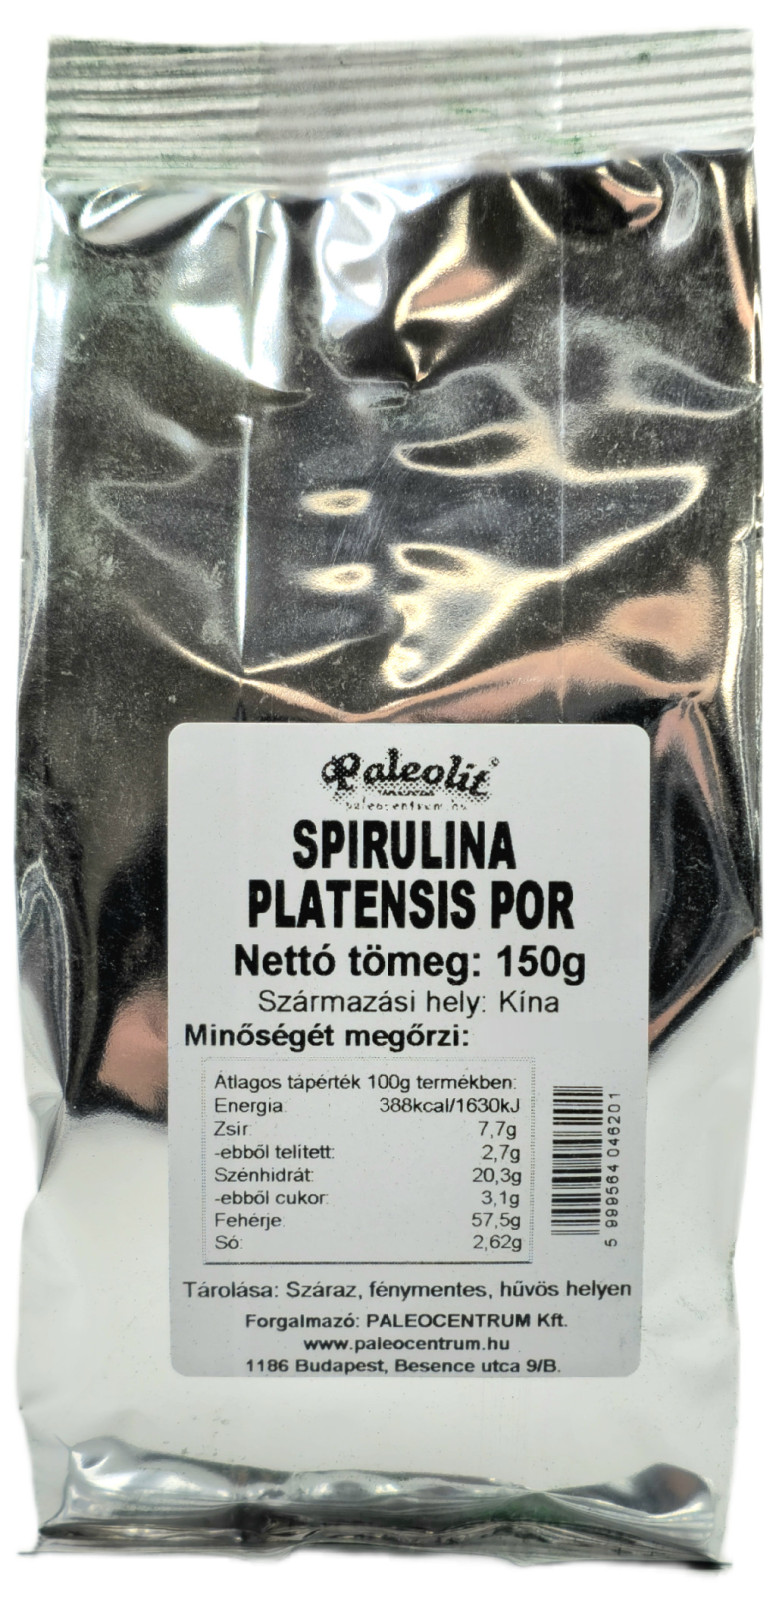 Paleolit®
paleocentrum.hu
SPIRULINA
PLATENSIS POR
Nettó tömeg: 150g
Származási hely: Kína
Minőségét megőrzi:
Átlagos tápérték 100g termékben:
Energia: 388kcal/1630kJ
Zsír: 7,7g
-ebből telített: 2,7g
Szénhidrát: 20,3g
-ebből cukor: 3,1g
Fehérje: 57,5g
Só: 2,62g
5 999564 046201
Tárolása: Száraz, fénymentes, hűvös helyen
Forgalmazó: PALEOCENTRUM Kft.
www.paleocentrum.hu
1186 Budapest, Besence utca 9/B.